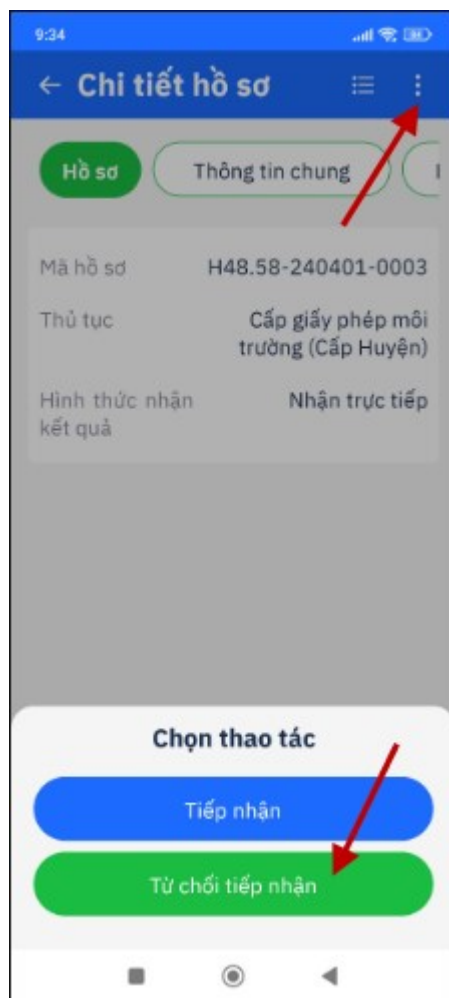 9:34
Chi tiết hồ sơ
Hồ sơ
Thông tin chung
Mã hồ sơ
H48.58-240401-0003
Thủ tục
Cấp giấy phép môi
trường (Cấp Huyện)
Hình thức nhận
kết quả
Nhận trực tiếp
Chọn thao tác
Tiếp nhận
Từ chối tiếp nhận